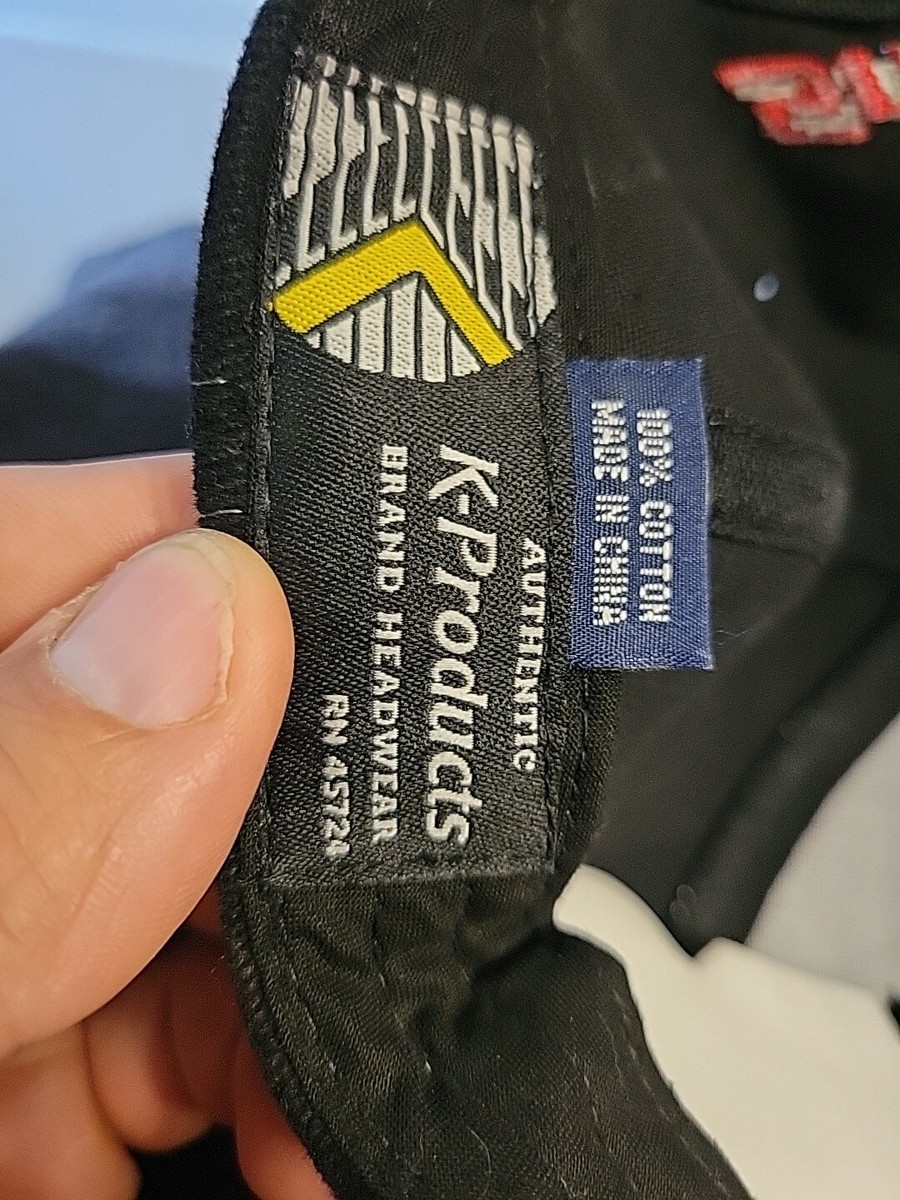 AUTHENTIC
K-Products
BRAND HEADWEAR
RN 45724
100% COTTON
MADE IN CHINA